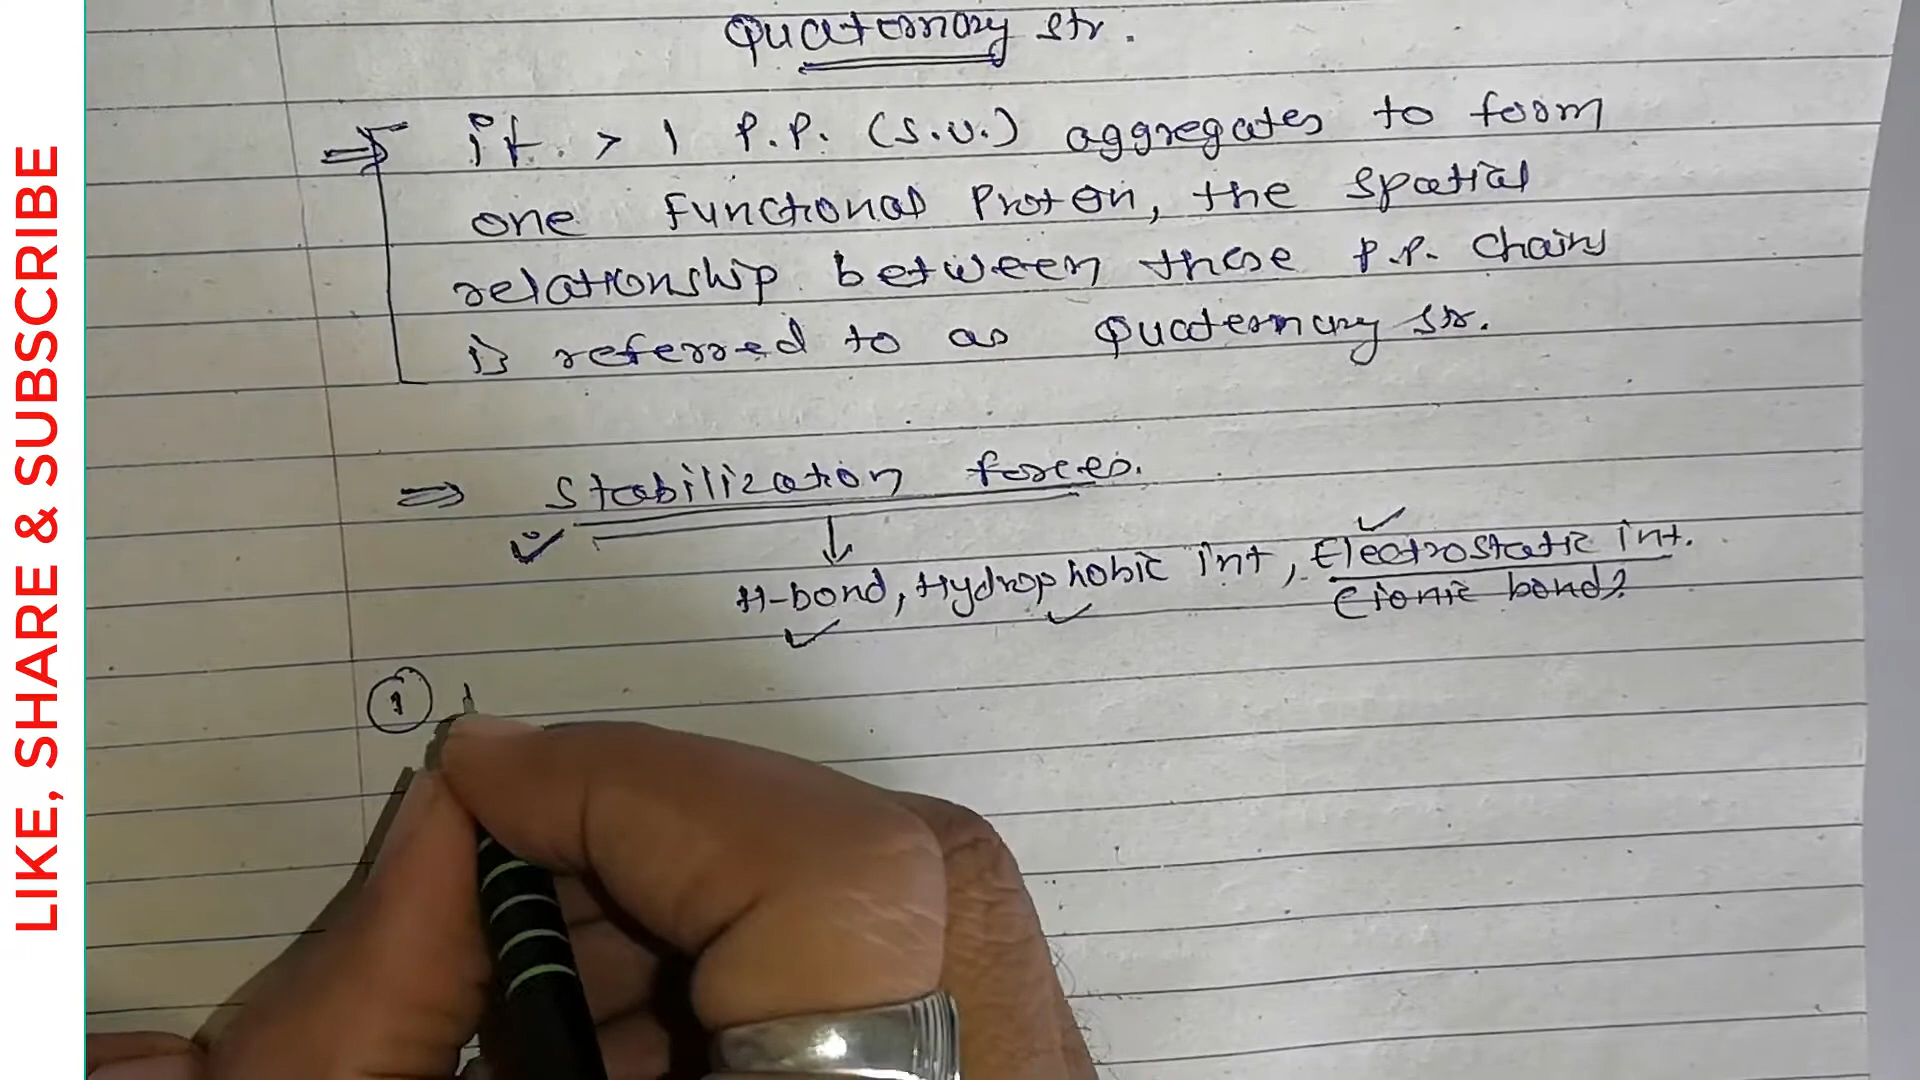 LIKE, SHARE & SUBSCRIBE
Quaternary str.
⇒ if > 1 P.P. (S.U.) aggregates to form
one functional Protein, the spatial
relationship between these P.P. chains
is referred to as Quaternary str.
⇒ Stabilization forces.
↓
H-bond, Hydrophobic int, Electrostatic int.
(ionic bond)
1